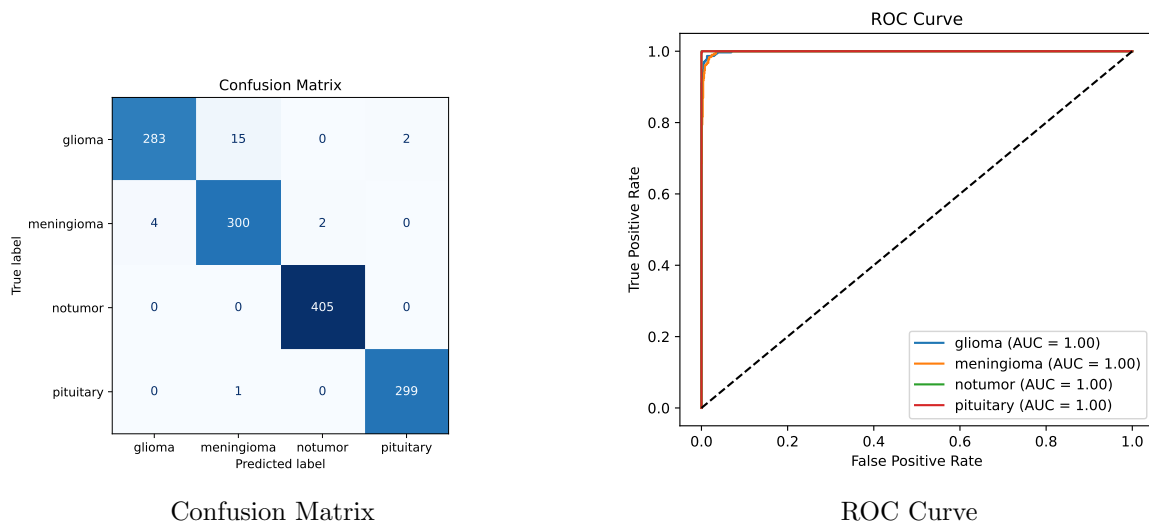 Confusion Matrix
glioma 283 15 0 2
meningioma 4 300 2 0
notumor 0 0 405 0
pituitary 0 1 0 299
True label
glioma meningioma notumor pituitary
Predicted label
Confusion Matrix
ROC Curve
1.0
0.8
0.6
0.4
0.2
0.0
True Positive Rate
0.0 0.2 0.4 0.6 0.8 1.0
False Positive Rate
glioma (AUC = 1.00)
meningioma (AUC = 1.00)
notumor (AUC = 1.00)
pituitary (AUC = 1.00)
ROC Curve